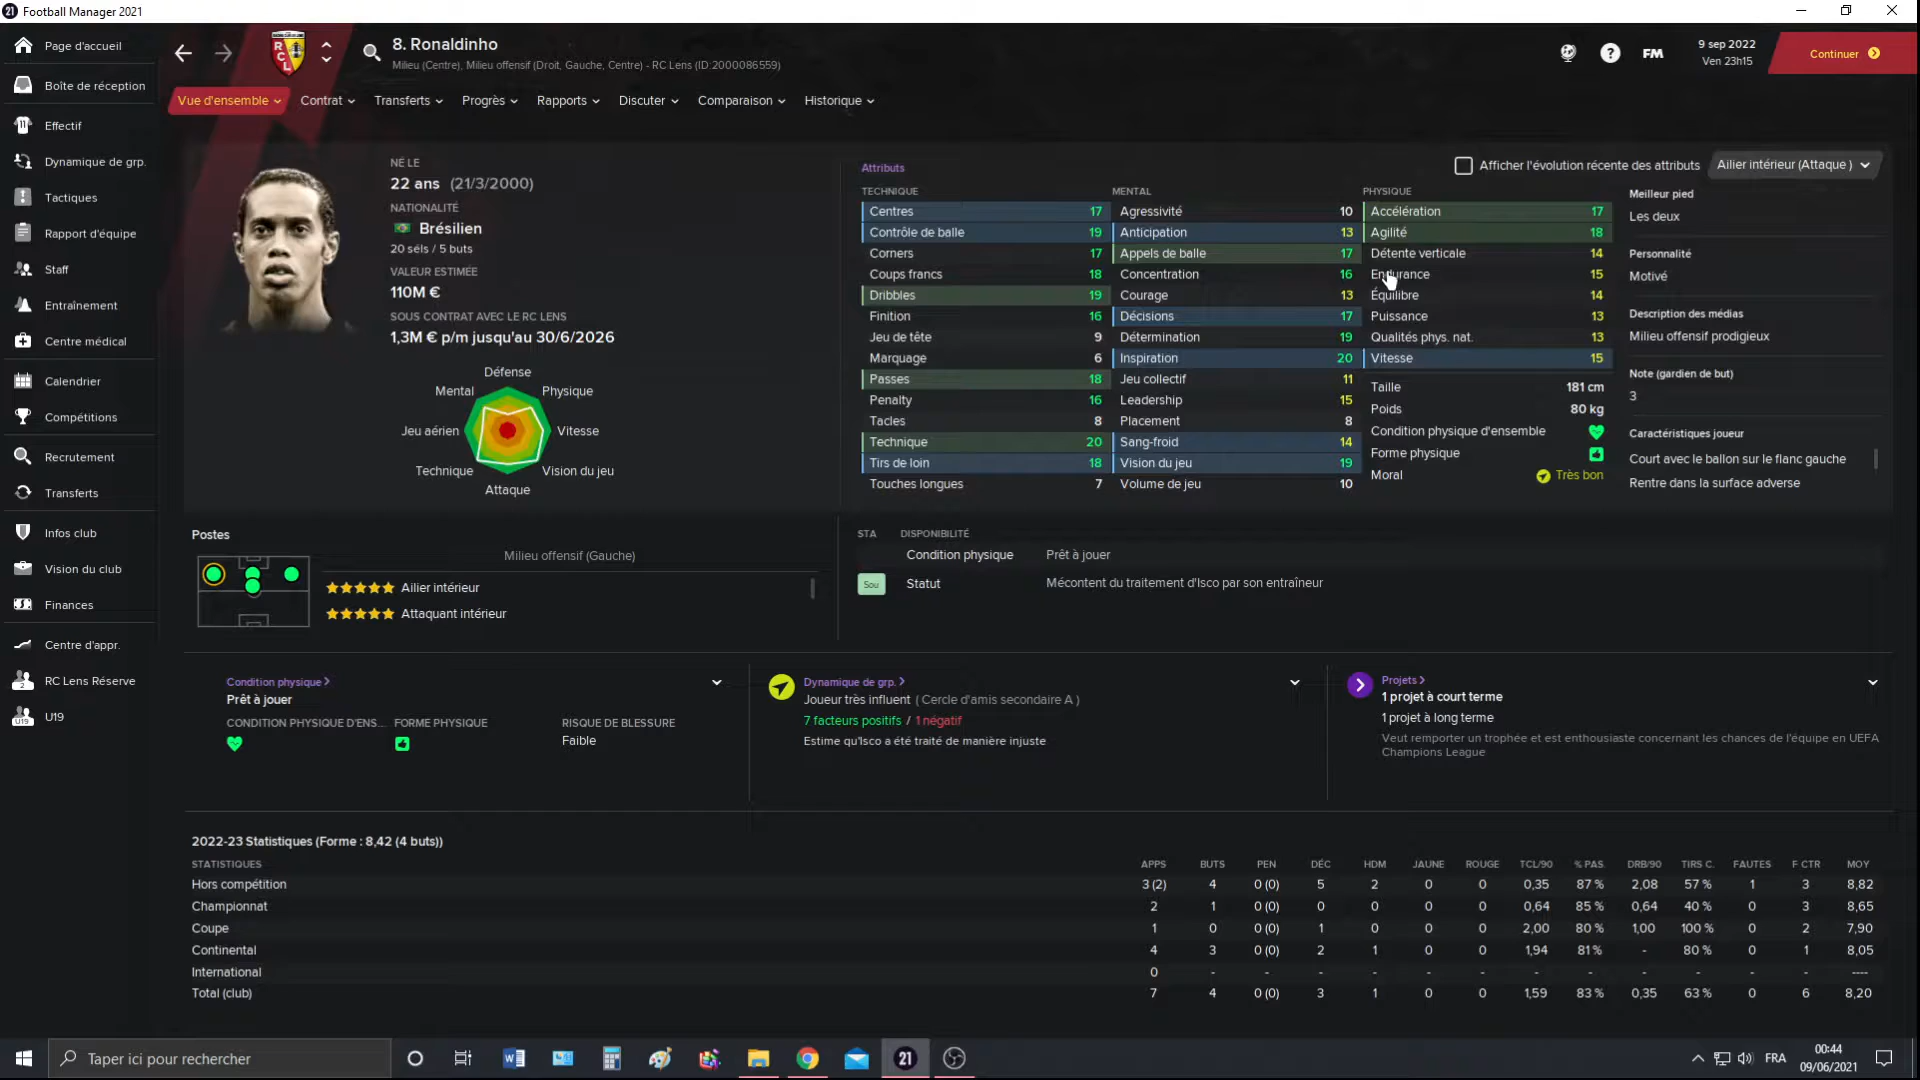 21 Football Manager 2021
Page d'accueil
Boîte de réception
Effectif
Dynamique de grp.
Tactiques
Rapport d'équipe
Staff
Entraînement
Centre médical
Calendrier
Compétitions
Recrutement
Transferts
Infos club
Vision du club
Finances
Centre d'appr.
RC Lens Réserve
U19
RCL
8. Ronaldinho
Milieu (Centre), Milieu offensif (Droit, Gauche, Centre) - RC Lens (ID:2000086559)
? FM 9 sep 2022
Ven 23h15
Continuer
Vue d'ensemble Contrat Transferts Progrès Rapports Discuter Comparaison Historique
NÉ LE
22 ans (21/3/2000)
NATIONALITÉ
Brésilien
20 séls / 5 buts
VALEUR ESTIMÉE
110M €
SOUS CONTRAT AVEC LE RC LENS
1,3M € p/m jusqu'au 30/6/2026
Défense
Mental Physique
Jeu aérien Vitesse
Technique Vision du jeu
Attaque
Attributs
Afficher l'évolution récente des attributs Ailier intérieur (Attaque )
TECHNIQUE MENTAL PHYSIQUE
Centres 17 Agressivité 10 Accélération 17
Contrôle de balle 19 Anticipation 13 Agilité 18
Corners 17 Appels de balle 17 Détente verticale 14
Coups francs 18 Concentration 16 Endurance 15
Dribbles 19 Courage 13 Équilibre 14
Finition 16 Décisions 17 Puissance 13
Jeu de tête 9 Détermination 19 Qualités phys. nat. 13
Marquage 6 Inspiration 20 Vitesse 15
Passes 18 Jeu collectif 11
Penalty 16 Leadership 15
Tacles 8 Placement 8
Technique 20 Sang-froid 14
Tirs de loin 18 Vision du jeu 19
Touches longues 7 Volume de jeu 10
Taille 181 cm
Poids 80 kg
Condition physique d'ensemble
Forme physique
Moral Très bon
Meilleur pied
Les deux
Personnalité
Motivé
Description des médias
Milieu offensif prodigieux
Note (gardien de but)
3
Caractéristiques joueur
Court avec le ballon sur le flanc gauche
Rentre dans la surface adverse
Postes
Milieu offensif (Gauche)
Ailier intérieur
Attaquant intérieur
STA DISPONIBILITÉ
Condition physique Prêt à jouer
Sou Statut Mécontent du traitement d'Isco par son entraîneur
Condition physique >
Prêt à jouer
CONDITION PHYSIQUE D'ENS... FORME PHYSIQUE RISQUE DE BLESSURE
Faible
Dynamique de grp. >
Joueur très influent ( Cercle d'amis secondaire A )
7 facteurs positifs / 1 négatif
Estime qu'Isco a été traité de manière injuste
Projets >
1 projet à court terme
1 projet à long terme
Veut remporter un trophée et est enthousiaste concernant les chances de l'équipe en UEFA
Champions League
2022-23 Statistiques (Forme : 8,42 (4 buts))
STATISTIQUES APPS BUTS PEN DÉC HDM JAUNE ROUGE TCL/90 % PAS. DRB/90 TIRS C. FAUTES F CTR MOY
Hors compétition 3 (2) 4 0 (0) 5 2 0 0 0,35 87 % 2,08 57 % 1 3 8,82
Championnat 2 1 0 (0) 0 0 0 0 0,64 85 % 0,64 40 % 0 3 8,65
Coupe 1 0 0 (0) 1 0 0 0 2,00 80 % 1,00 100 % 0 2 7,90
Continental 4 3 0 (0) 2 1 0 0 1,94 81 % - 80 % 0 1 8,05
International 0 - - - - - - - - - - - - ----
Total (club) 7 4 0 (0) 3 1 0 0 1,59 83 % 0,35 63 % 0 6 8,20
Taper ici pour rechercher
21
FRA
00:44
09/06/2021